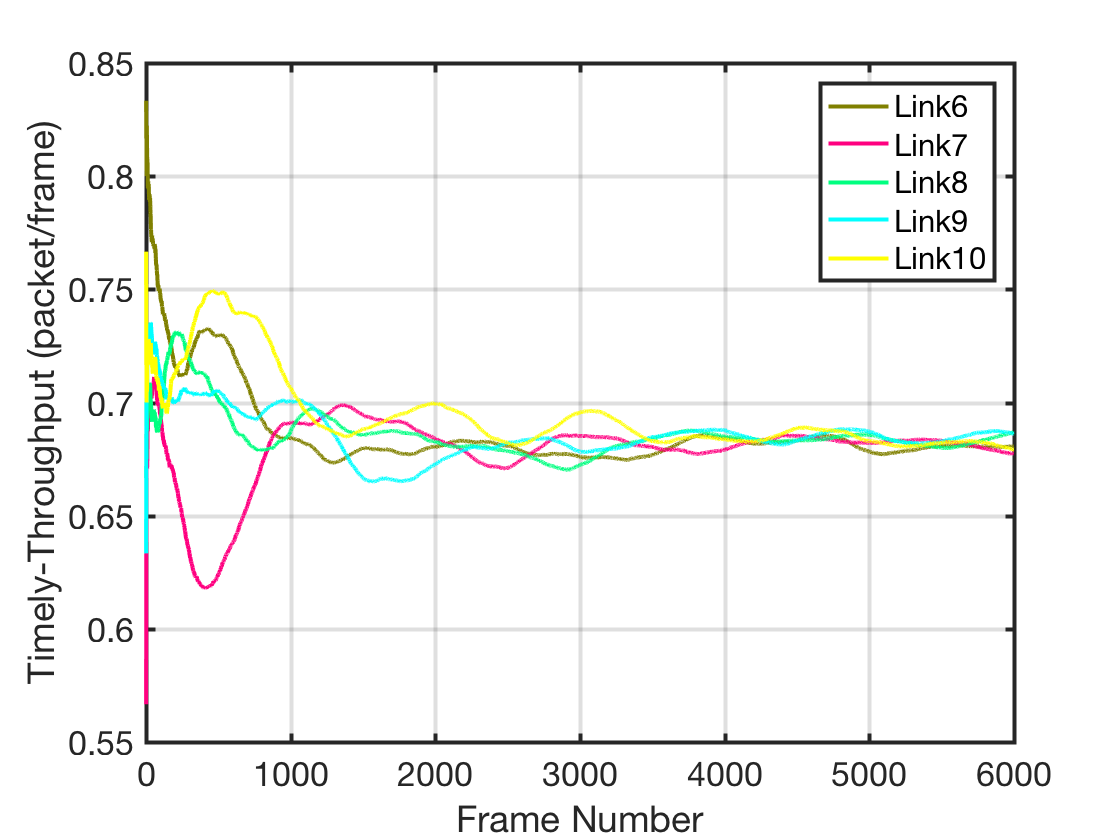 0.85
0.8
0.75
0.7
0.65
0.6
0.55
Timely-Throughput (packet/frame)
Link6
Link7
Link8
Link9
Link10
0 1000 2000 3000 4000 5000 6000
Frame Number